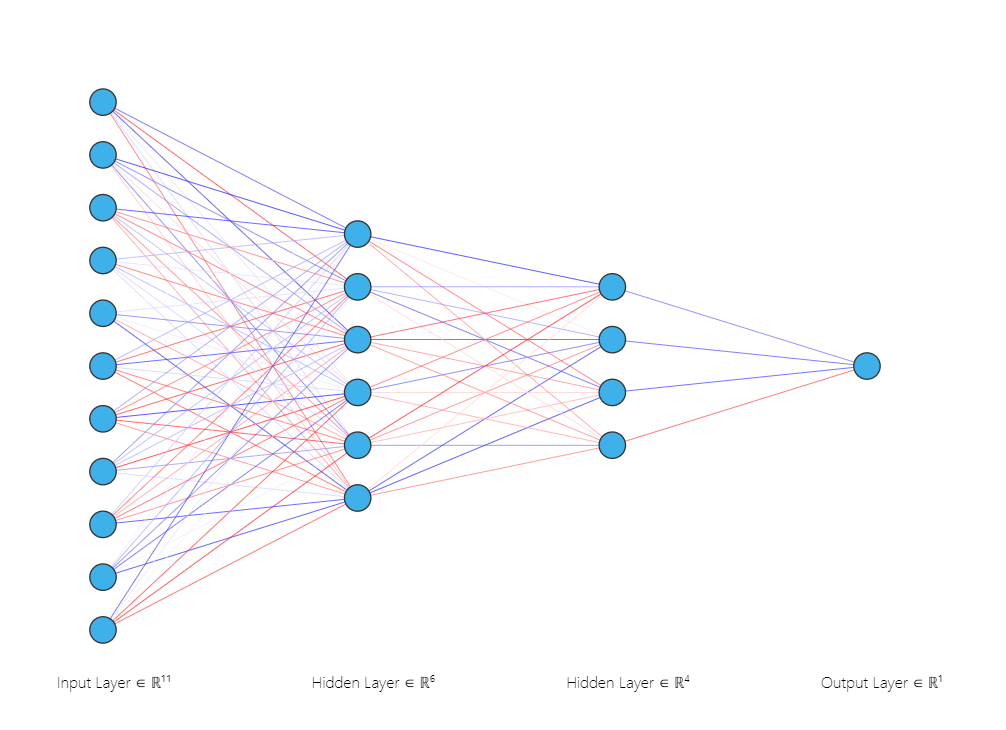 Input Layer ∈ ℝ¹¹
Hidden Layer ∈ ℝ⁶
Hidden Layer ∈ ℝ⁴
Output Layer ∈ ℝ¹